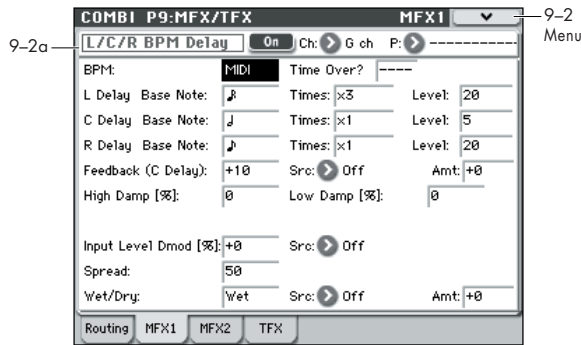 COMBI P9:MFX/TFX MFX1
9–2
Menu
9–2a
L/C/R BPM Delay On Ch: G ch P: ------------
BPM: MIDI Time Over? ----
L Delay Base Note: Times: x3 Level: 20
C Delay Base Note: Times: x1 Level: 5
R Delay Base Note: Times: x1 Level: 20
Feedback (C Delay): +10 Src: Off Amt: +0
High Damp [%]: 0 Low Damp [%]: 0
Input Level Dmod [%]: +0 Src: Off
Spread: 50
Wet/Dry: Wet Src: Off Amt: +0
Routing MFX1 MFX2 TFX